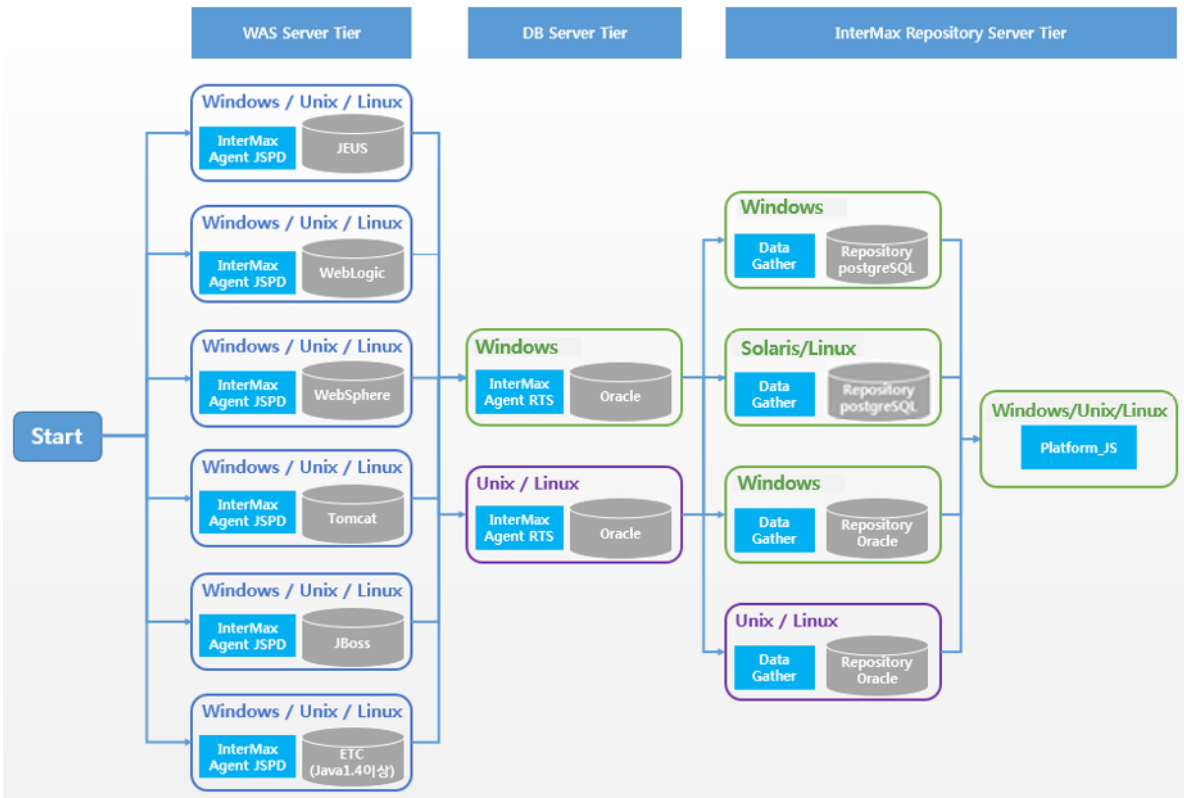 WAS Server Tier
DB Server Tier
InterMax Repository Server Tier
Start
Windows / Unix / Linux
InterMax
Agent JSPD
JEUS
Windows / Unix / Linux
InterMax
Agent JSPD
WebLogic
Windows / Unix / Linux
InterMax
Agent JSPD
WebSphere
Windows / Unix / Linux
InterMax
Agent JSPD
Tomcat
Windows / Unix / Linux
InterMax
Agent JSPD
JBoss
Windows / Unix / Linux
InterMax
Agent JSPD
ETC
(Java1.4이상)
Windows
InterMax
Agent RTS
Oracle
Unix / Linux
InterMax
Agent RTS
Oracle
Windows
Data
Gather
Repository
postgreSQL
Solaris/Linux
Data
Gather
Repository
postgreSQL
Windows
Data
Gather
Repository
Oracle
Unix / Linux
Data
Gather
Repository
Oracle
Windows/Unix/Linux
Platform_JS